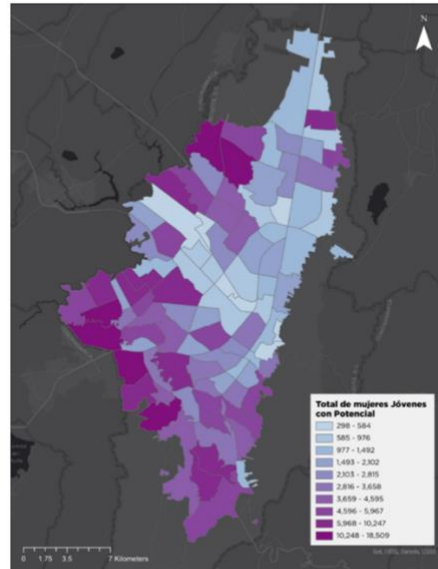 N
Total de mujeres Jóvenes
con Potencial
298 - 584
585 - 976
977 - 1,492
1,493 - 2,102
2,103 - 2,815
2,816 - 3,658
3,659 - 4,595
4,596 - 5,967
5,968 - 10,247
10,248 - 18,509
0 1.75 3.5 7 Kilometers